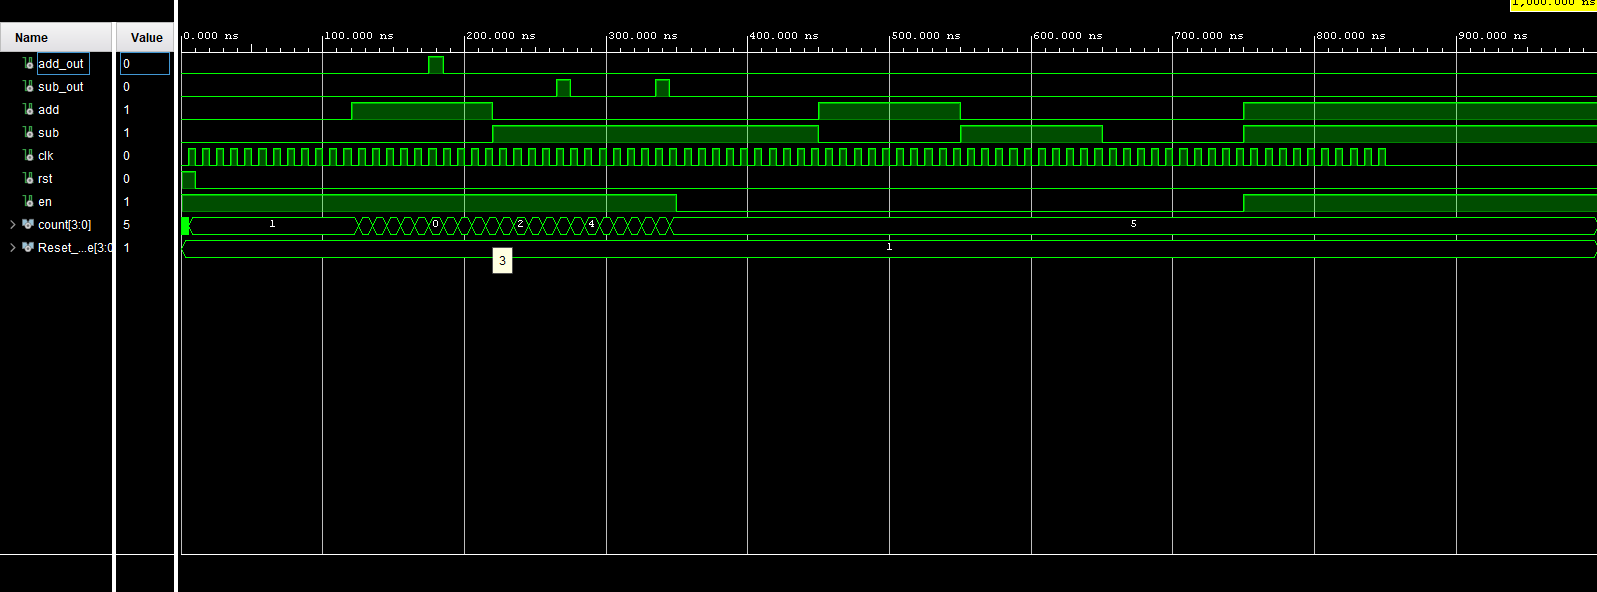 1,000.000 ns
Name Value 0.000 ns 100.000 ns 200.000 ns 300.000 ns 400.000 ns 500.000 ns 600.000 ns 700.000 ns 800.000 ns 900.000 ns
add_out 0
sub_out 0
add 1
sub 1
clk 0
rst 0
en 1
count[3:0] 5 1 0 2 4 5
Reset_...e[3:0 1 1
3